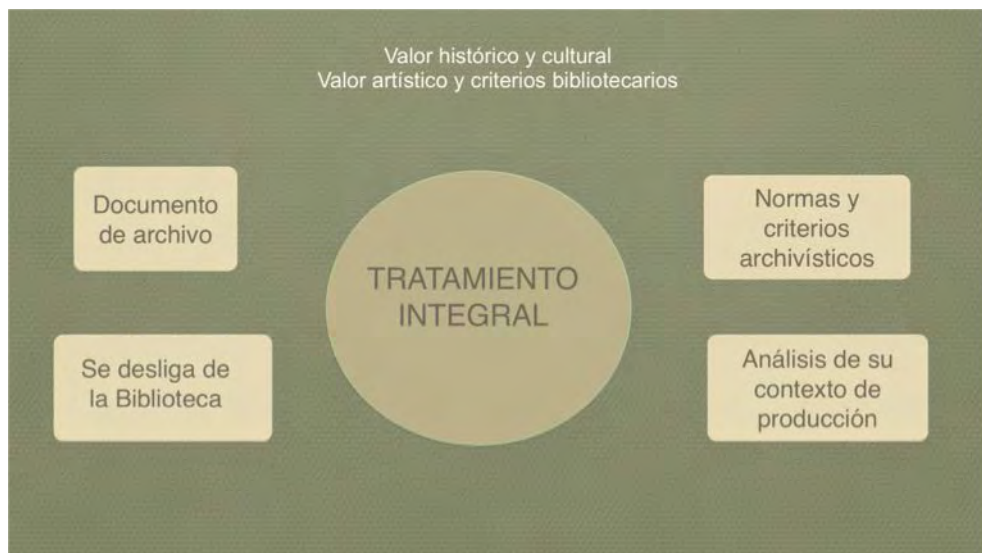 Valor histórico y cultural
Valor artístico y criterios bibliotecarios
Documento
de archivo
Se desliga de
la Biblioteca
TRATAMIENTO
INTEGRAL
Normas y
criterios
archivísticos
Análisis de su
contexto de
producción